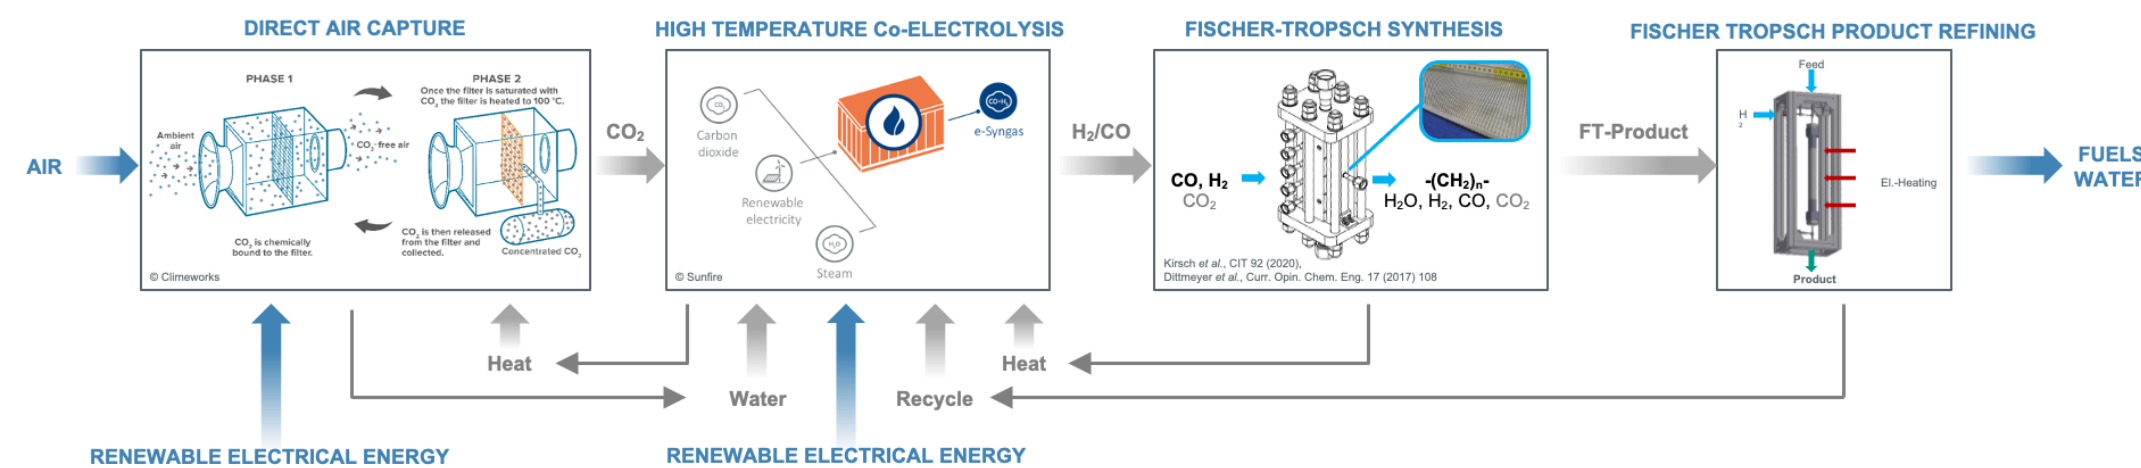 DIRECT AIR CAPTURE
HIGH TEMPERATURE Co-ELECTROLYSIS
FISCHER-TROPSCH SYNTHESIS
FISCHER TROPSCH PRODUCT REFINING
AIR
PHASE 1
Ambient
air
CO₂-free air
CO₂ is chemically
bound to the filter.
PHASE 2
Once the filter is saturated with
CO₂ the filter is heated to 100 °C.
CO₂ is then released
from the filter and
collected.
Concentrated CO₂
© Climeworks
CO₂
CO₂
Carbon
dioxide
Renewable
electricity
H₂O
Steam
CO+H₂
e-Syngas
© Sunfire
H₂/CO
CO, H₂
CO₂
-(CH₂)ₙ-
H₂O, H₂, CO, CO₂
Kirsch et al., CIT 92 (2020),
Dittmeyer et al., Curr. Opin. Chem. Eng. 17 (2017) 108
FT-Product
Feed
H
2
El.-Heating
Product
FUELS
WATER
Heat
Water
Recycle
Heat
RENEWABLE ELECTRICAL ENERGY
RENEWABLE ELECTRICAL ENERGY